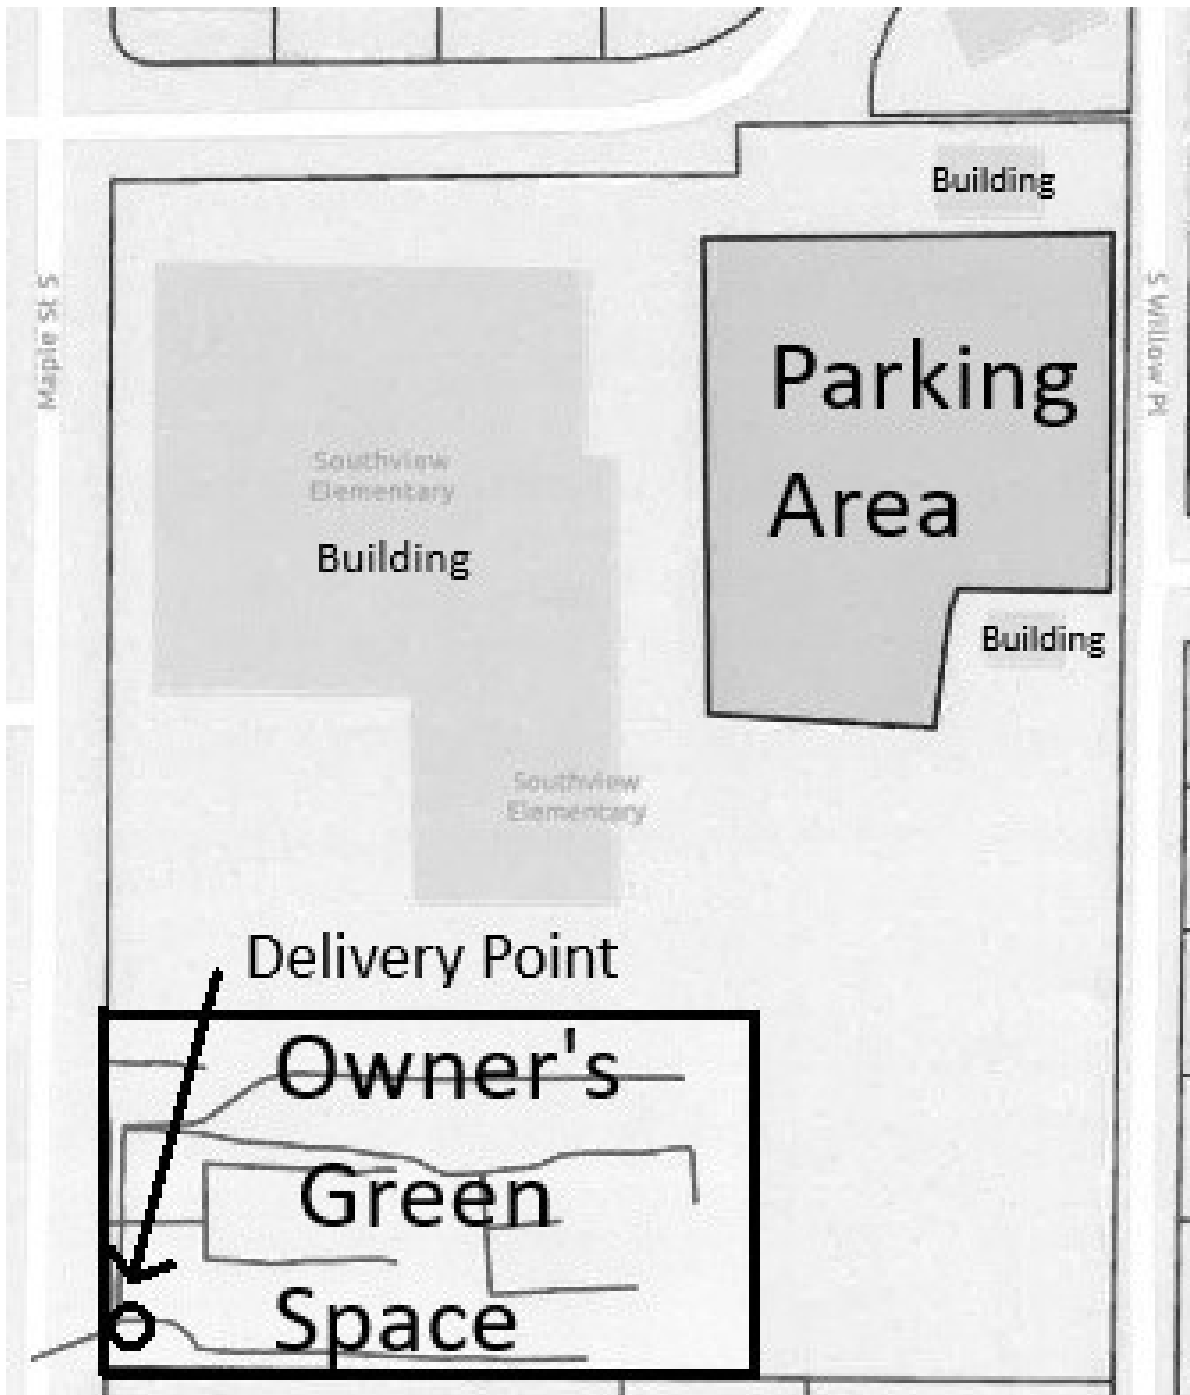 Building
Maple St S
S Willow Pl
Parking
Area
Southview
Elementary
Building
Building
Southview
Elementary
Delivery Point
Owner's
Green
Space